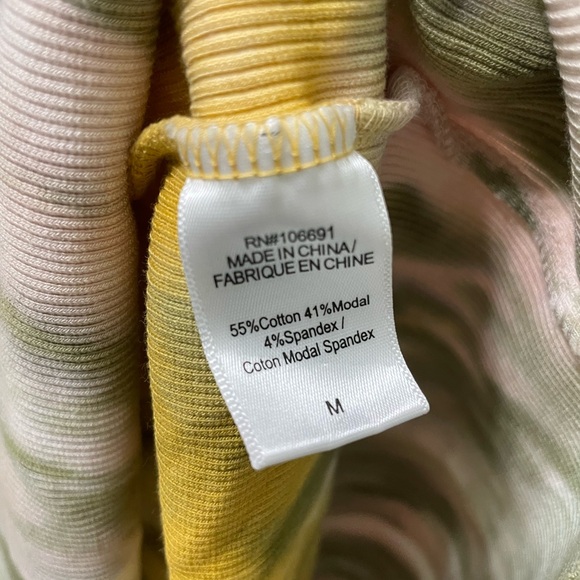 RN#106691
MADE IN CHINA/
FABRIQUE EN CHINE
55%Cotton 41%Modal
4%Spandex /
Coton Modal Spandex
M